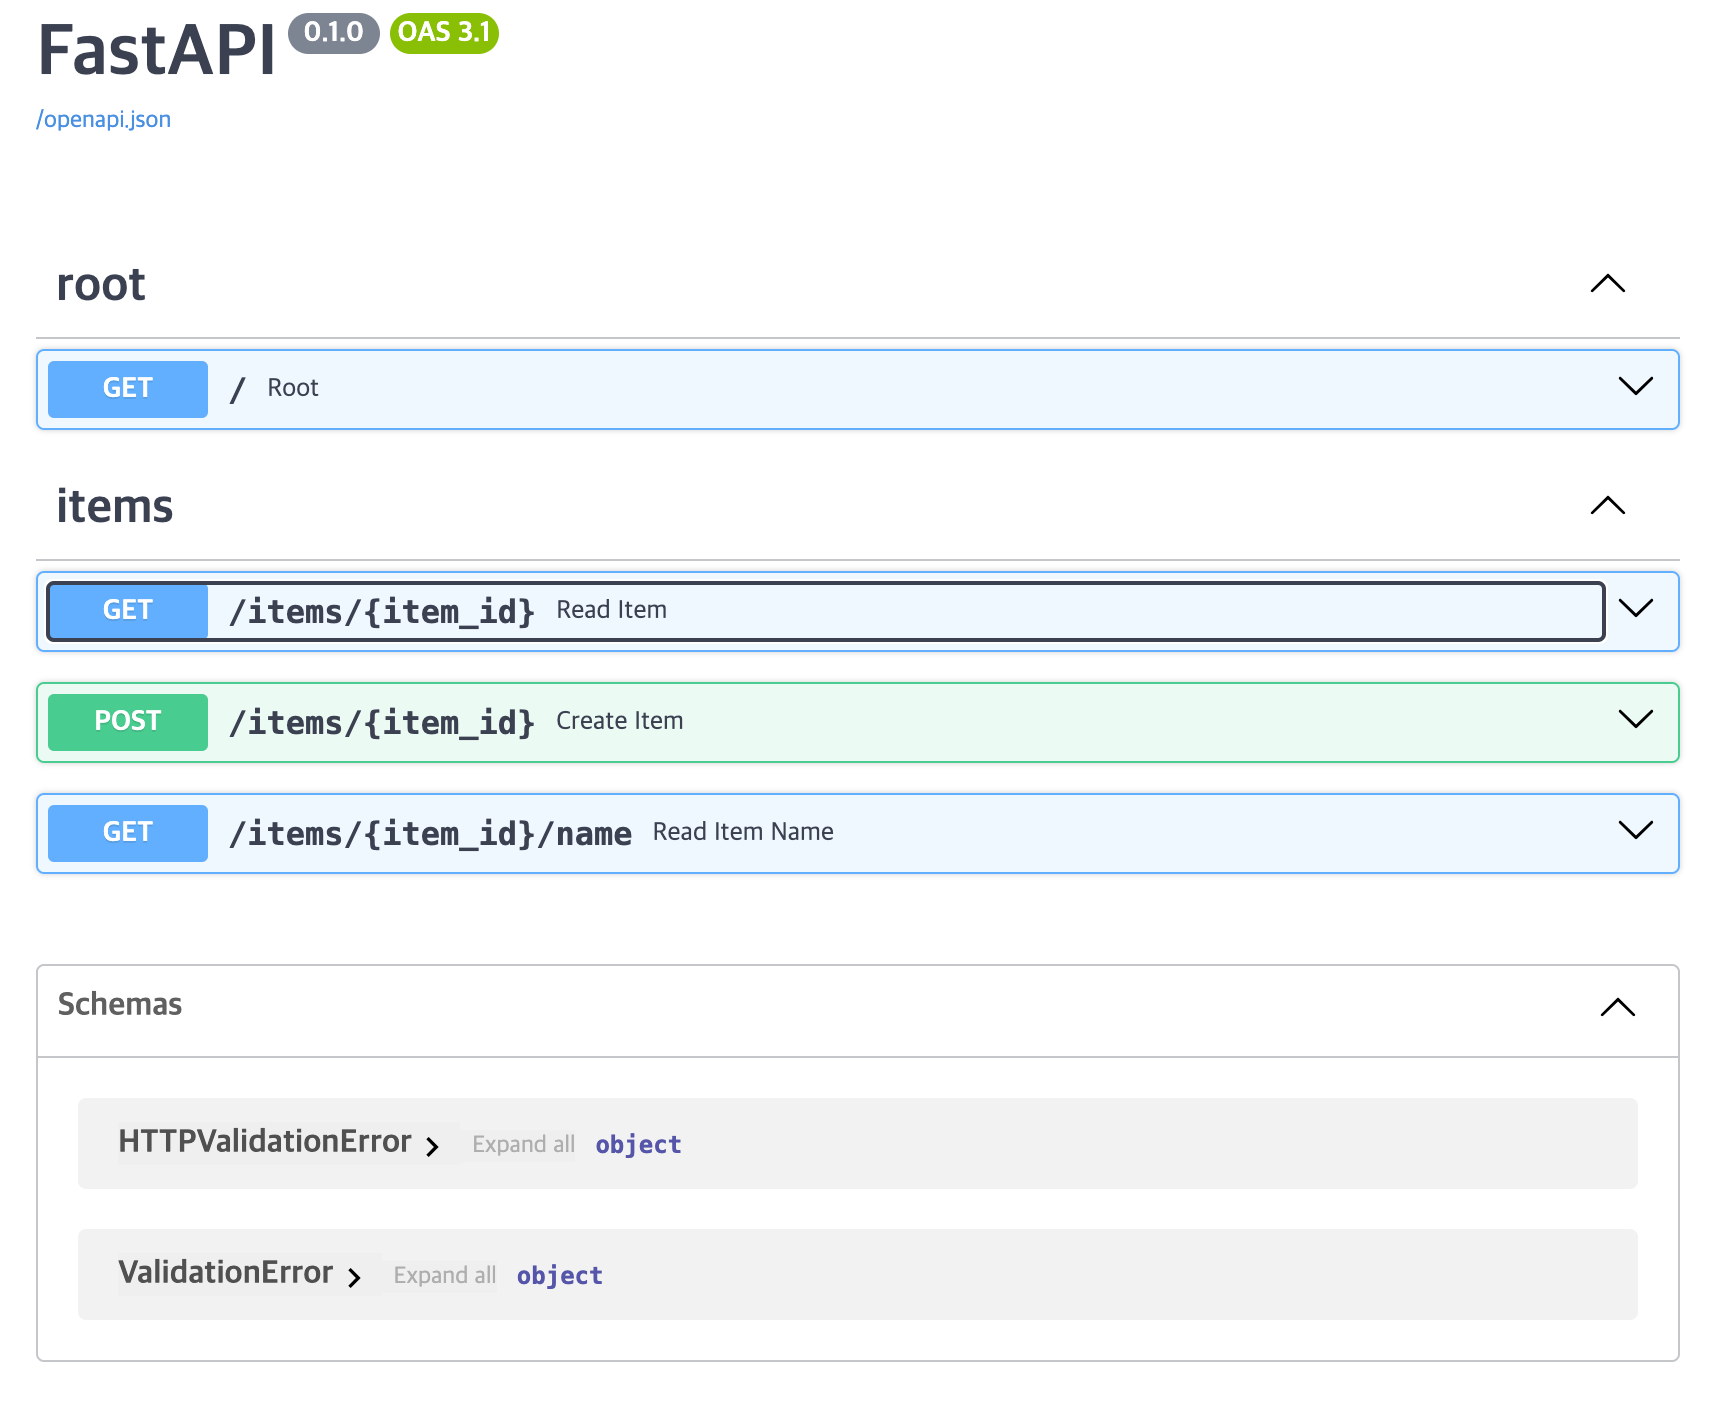 FastAPI 0.1.0 OAS 3.1
/openapi.json
root
GET / Root
items
GET /items/{item_id} Read Item
POST /items/{item_id} Create Item
GET /items/{item_id}/name Read Item Name
Schemas
HTTPValidationError Expand all object
ValidationError Expand all object